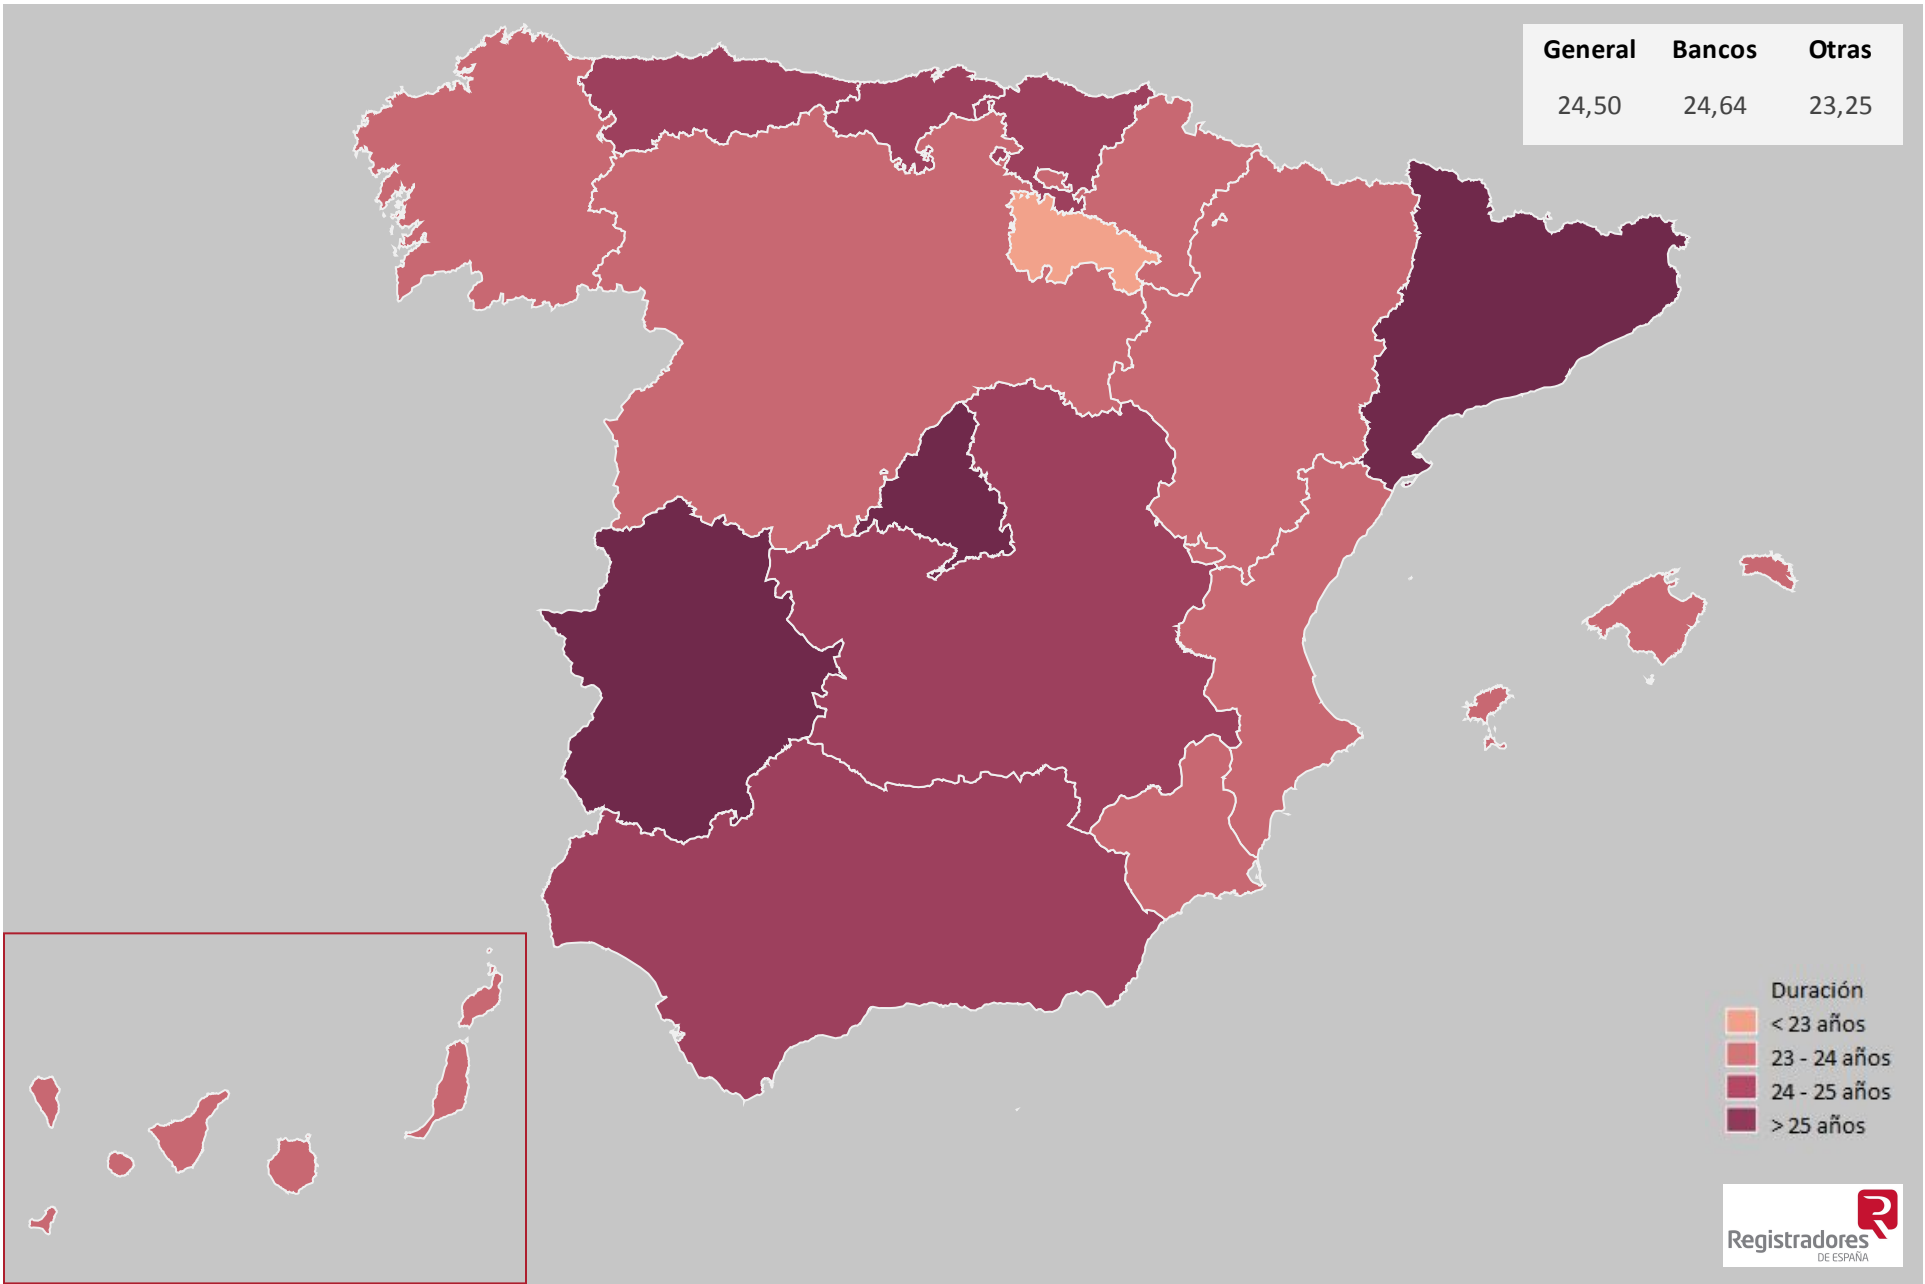 General Bancos Otras
24,50 24,64 23,25
Duración
< 23 años
23 - 24 años
24 - 25 años
> 25 años
Registradores
DE ESPAÑA